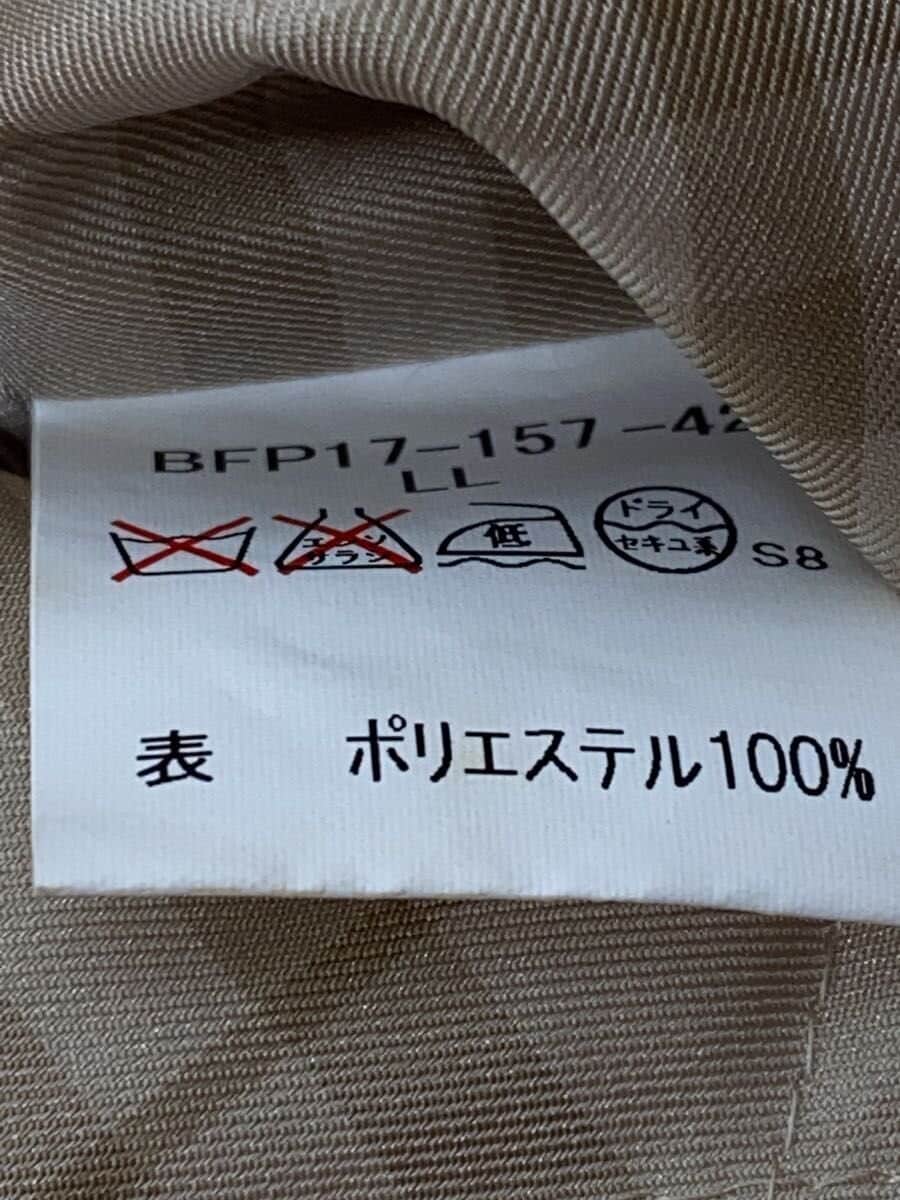 BFP17-157-42
LL
エンソ
サラシ
低
ドライ
セキユ系
S8
表 ポリエステル100%